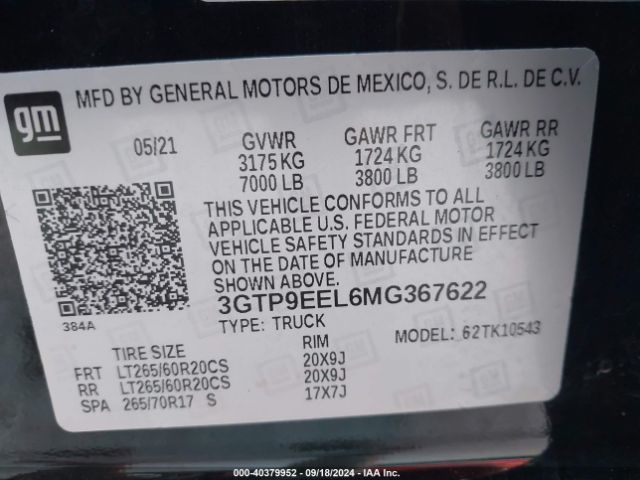 gm
MFD BY GENERAL MOTORS DE MEXICO, S. DE R.L. DE C.V.
05/21 GVWR GAWR FRT GAWR RR
3175 KG 1724 KG 1724 KG
7000 LB 3800 LB 3800 LB
THIS VEHICLE CONFORMS TO ALL
APPLICABLE U.S. FEDERAL MOTOR
VEHICLE SAFETY STANDARDS IN EFFECT
ON THE DATE OF MANUFACTURE
SHOWN ABOVE.
384A
3GTP9EEL6MG367622
TYPE: TRUCK MODEL: 62TK10543
TIRE SIZE RIM
FRT LT265/60R20CS 20X9J
RR LT265/60R20CS 20X9J
SPA 265/70R17 S 17X7J
000-40379952 - 09/18/2024 - IAA Inc.